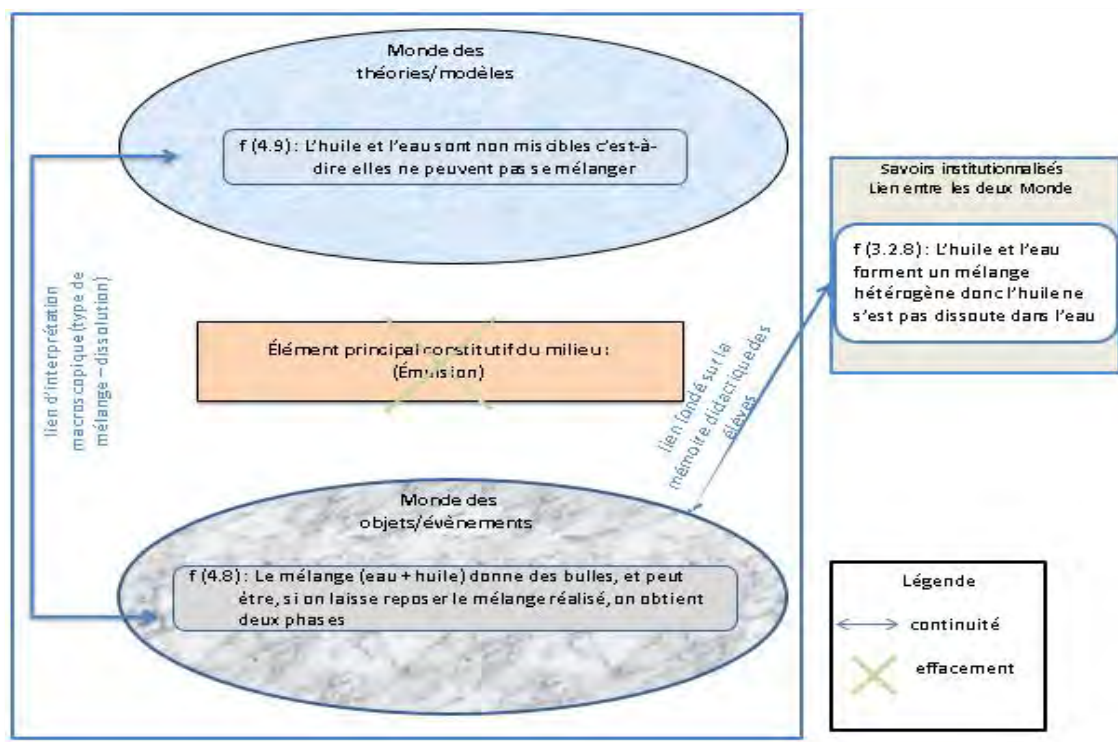 Monde des
théories/modèles
f (4.9) : L'huile et l'eau sont non miscibles c'est-à-
dire elles ne peuvent pas se mélanger
Savoirs institutionnalisés
Lien entre les deux Monde
f (3.2.8) : L'huile et l'eau
forment un mélange
hétérogène donc l'huile ne
s'est pas dissoute dans l'eau
lien d'interprétation
macroscopique (type de
mélange – dissolution)
Élément principal constitutif du milieu :
(Émulsion)
lien fondé sur la
mémoire didactique des
élèves
Monde des
objets/évènements
f (4.8) : Le mélange (eau + huile) donne des bulles, et peut
être, si on laisse reposer le mélange réalisé, on obtient
deux phases
Légende
continuité
effacement